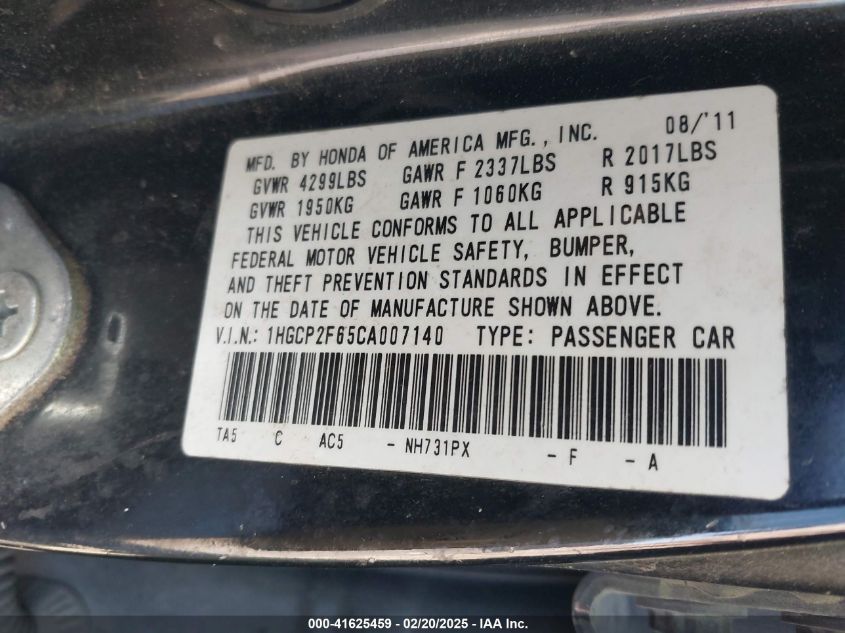 MFD. BY HONDA OF AMERICA MFG., INC. 08/'11
GVWR 4299LBS GAWR F 2337LBS R 2017LBS
GVWR 1950KG GAWR F 1060KG R 915KG
THIS VEHICLE CONFORMS TO ALL APPLICABLE
FEDERAL MOTOR VEHICLE SAFETY, BUMPER,
AND THEFT PREVENTION STANDARDS IN EFFECT
ON THE DATE OF MANUFACTURE SHOWN ABOVE.
V.I.N.: 1HGCP2F65CA007140 TYPE: PASSENGER CAR
TA5 C AC5 - NH731PX - F - A
000-41625459 - 02/20/2025 - IAA Inc.